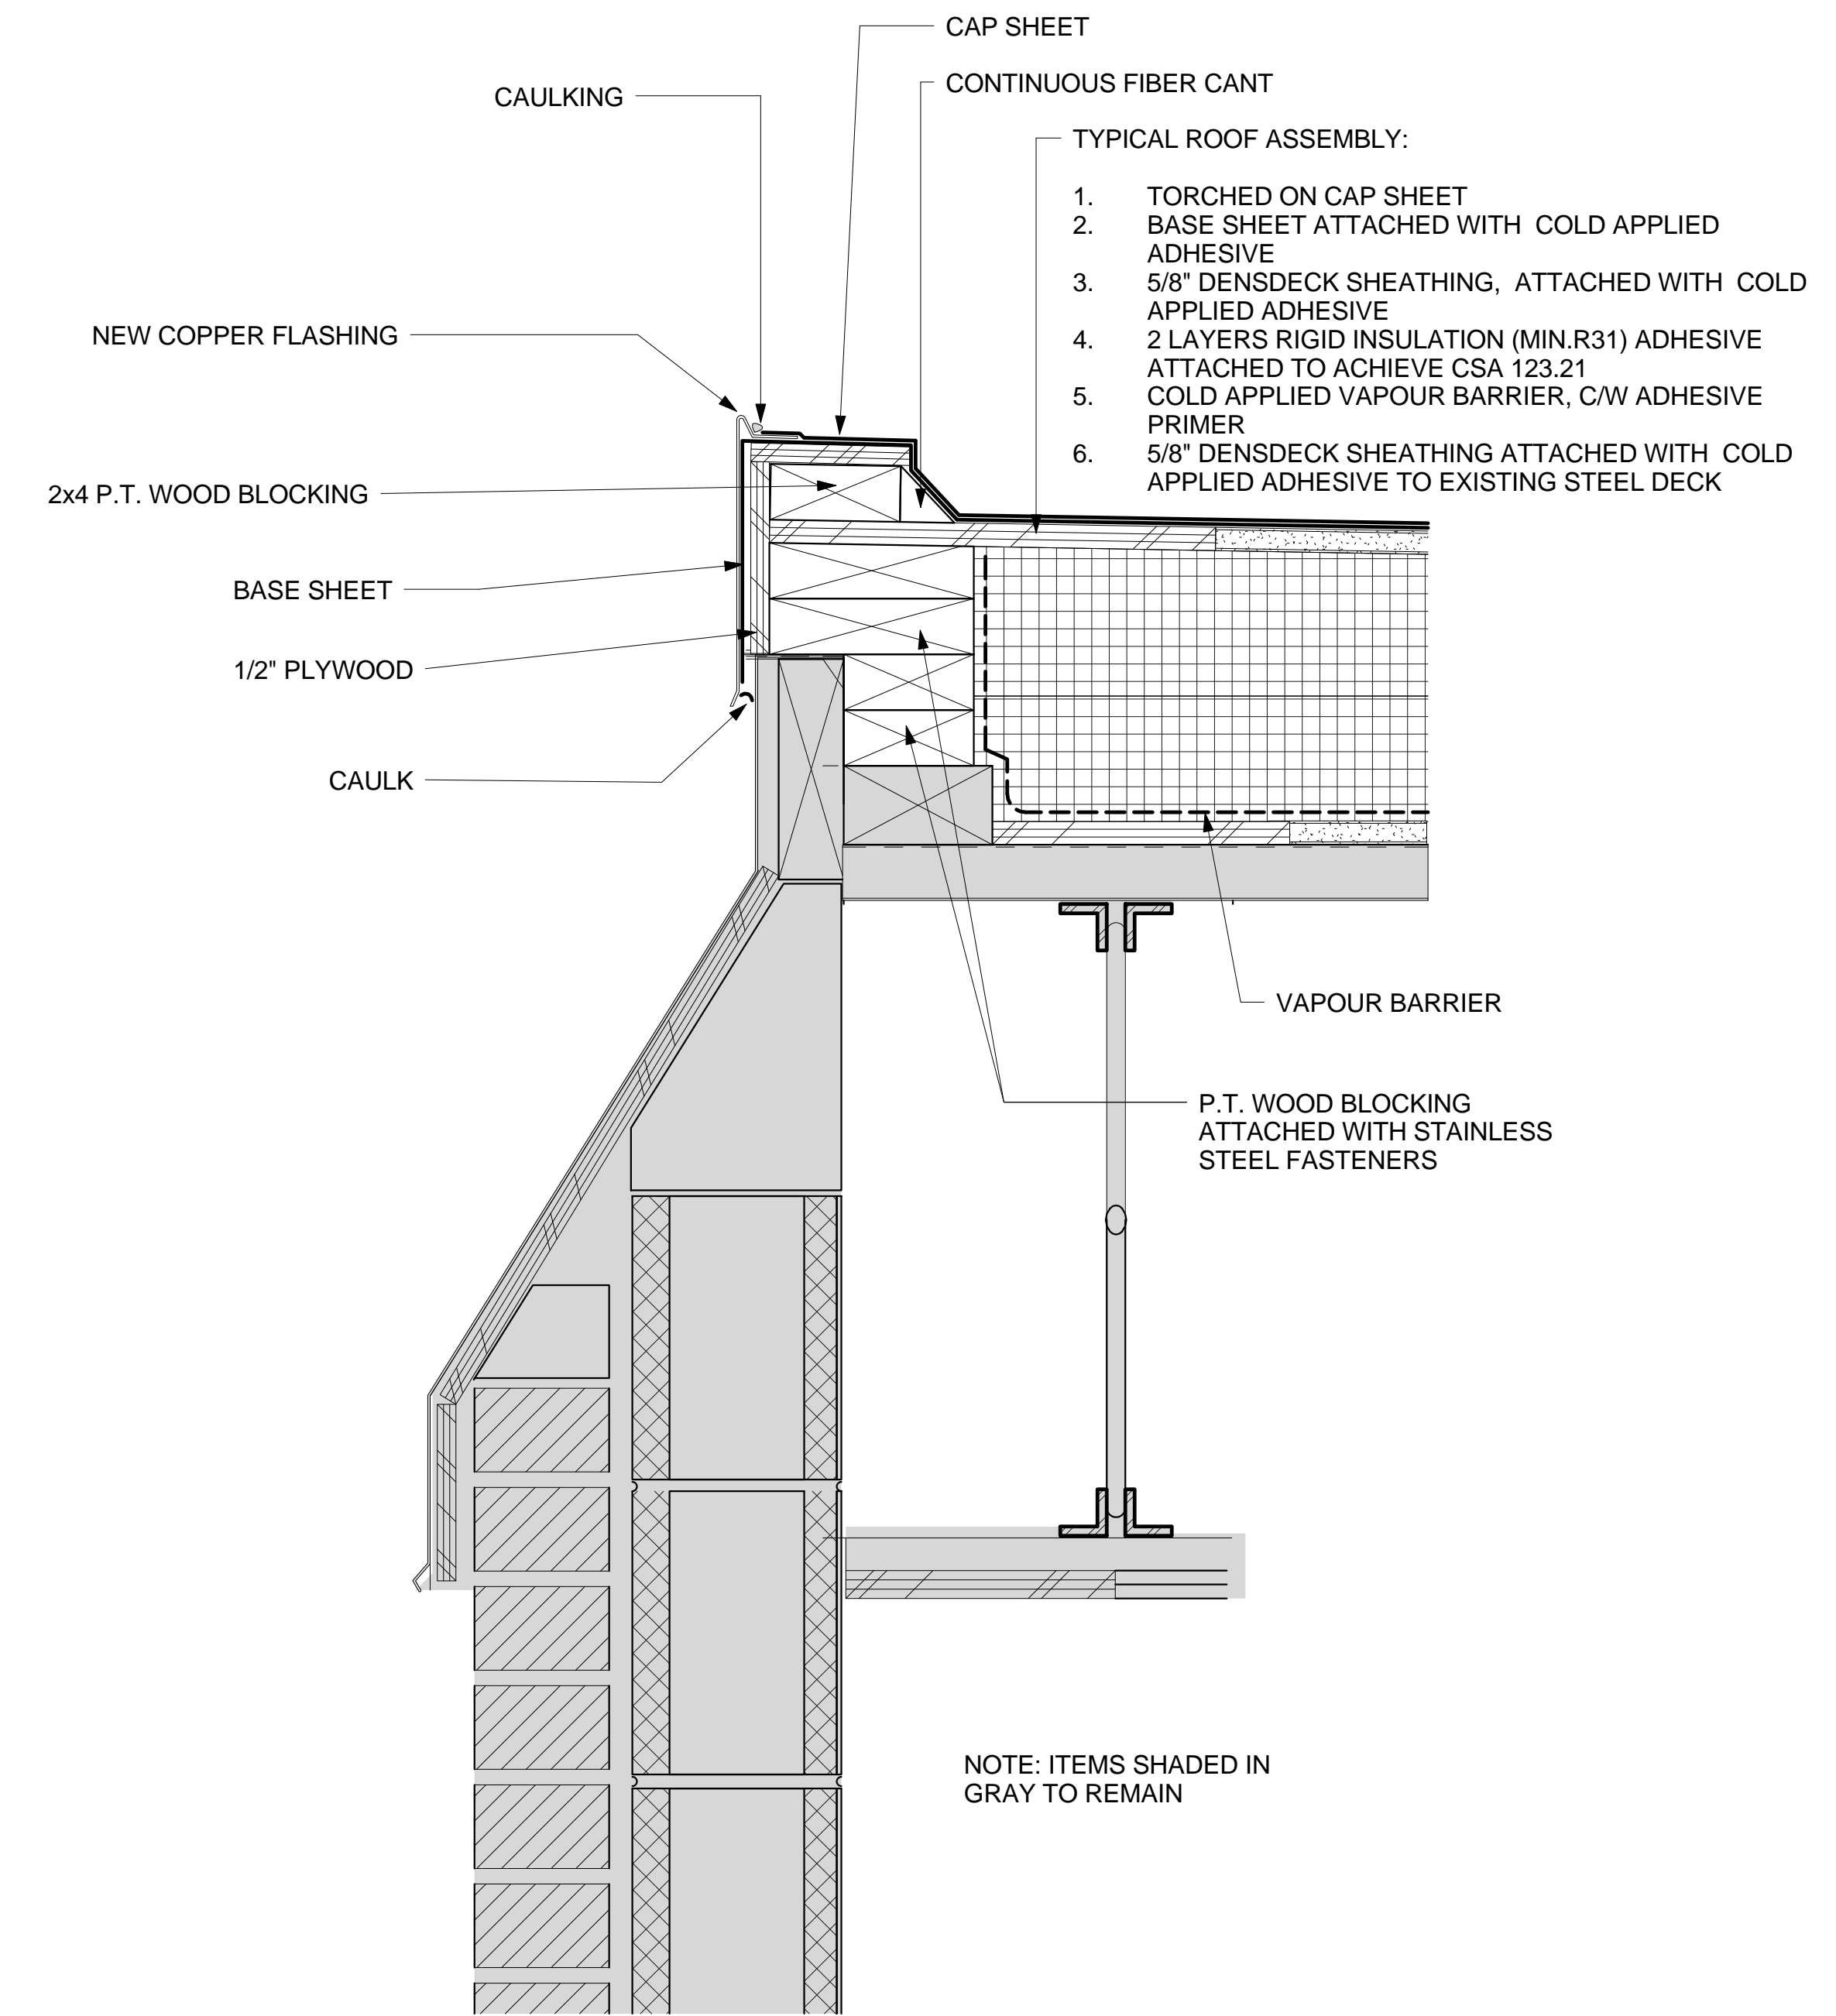 CAP SHEET
CONTINUOUS FIBER CANT
CAULKING
TYPICAL ROOF ASSEMBLY:
1. TORCHED ON CAP SHEET
2. BASE SHEET ATTACHED WITH COLD APPLIED
ADHESIVE
3. 5/8" DENSDECK SHEATHING, ATTACHED WITH COLD
APPLIED ADHESIVE
4. 2 LAYERS RIGID INSULATION (MIN.R31) ADHESIVE
ATTACHED TO ACHIEVE CSA 123.21
5. COLD APPLIED VAPOUR BARRIER, C/W ADHESIVE
PRIMER
6. 5/8" DENSDECK SHEATHING ATTACHED WITH COLD
APPLIED ADHESIVE TO EXISTING STEEL DECK
NEW COPPER FLASHING
2x4 P.T. WOOD BLOCKING
BASE SHEET
1/2" PLYWOOD
CAULK
VAPOUR BARRIER
P.T. WOOD BLOCKING
ATTACHED WITH STAINLESS
STEEL FASTENERS
NOTE: ITEMS SHADED IN
GRAY TO REMAIN